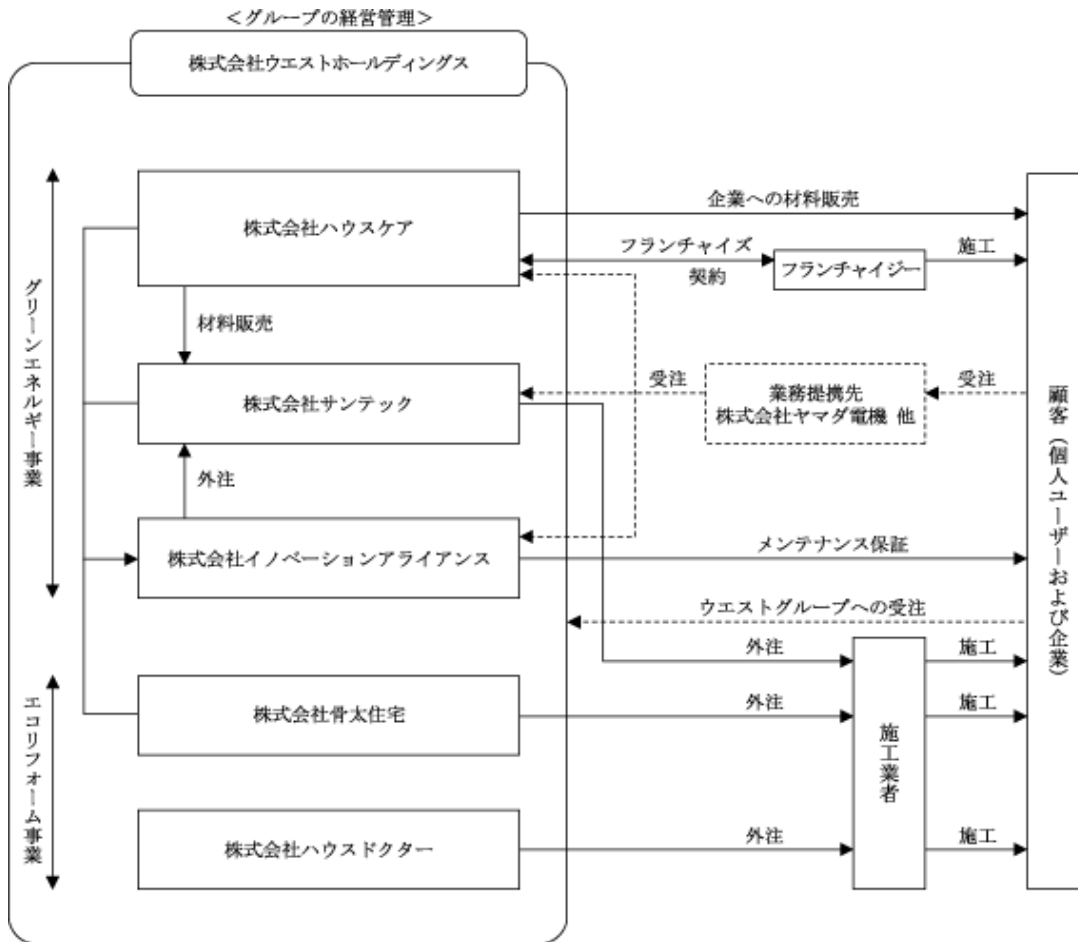 ＜グループの経営管理＞
株式会社ウエストホールディングス
グリーンエネルギー事業
株式会社ハウスケア
企業への材料販売
フランチャイズ
契約
フランチャイジー
施工
材料販売
株式会社サンテック
受注
業務提携先
株式会社ヤマダ電機 他
受注
外注
株式会社イノベーションアライアンス
メンテナンス保証
ウエストグループへの受注
エコリフォーム事業
外注
施工
株式会社骨太住宅
外注
施工
株式会社ハウスドクター
外注
施工
施工業者
顧客（個人ユーザーおよび企業）